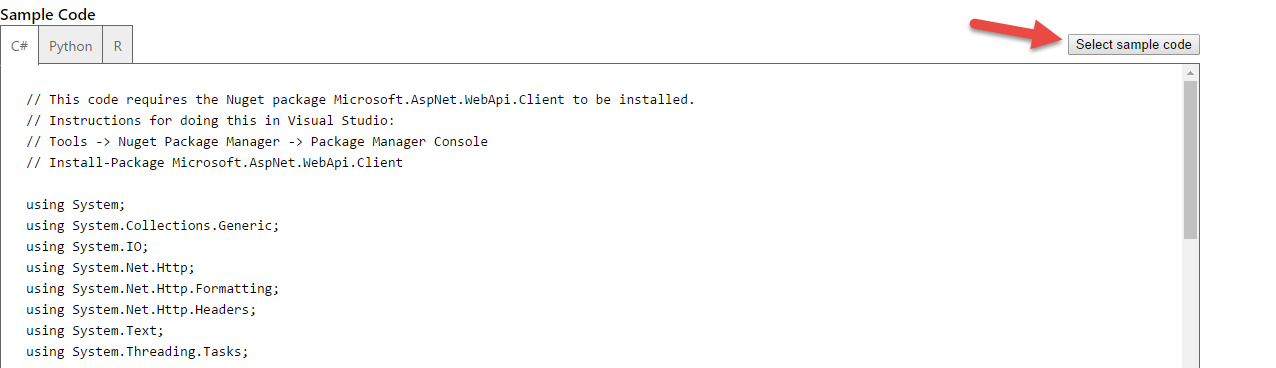 Sample Code
C# Python R
Select sample code
// This code requires the Nuget package Microsoft.AspNet.WebApi.Client to be installed.
// Instructions for doing this in Visual Studio:
// Tools -> Nuget Package Manager -> Package Manager Console
// Install-Package Microsoft.AspNet.WebApi.Client
using System;
using System.Collections.Generic;
using System.IO;
using System.Net.Http;
using System.Net.Http.Formatting;
using System.Net.Http.Headers;
using System.Text;
using System.Threading.Tasks;